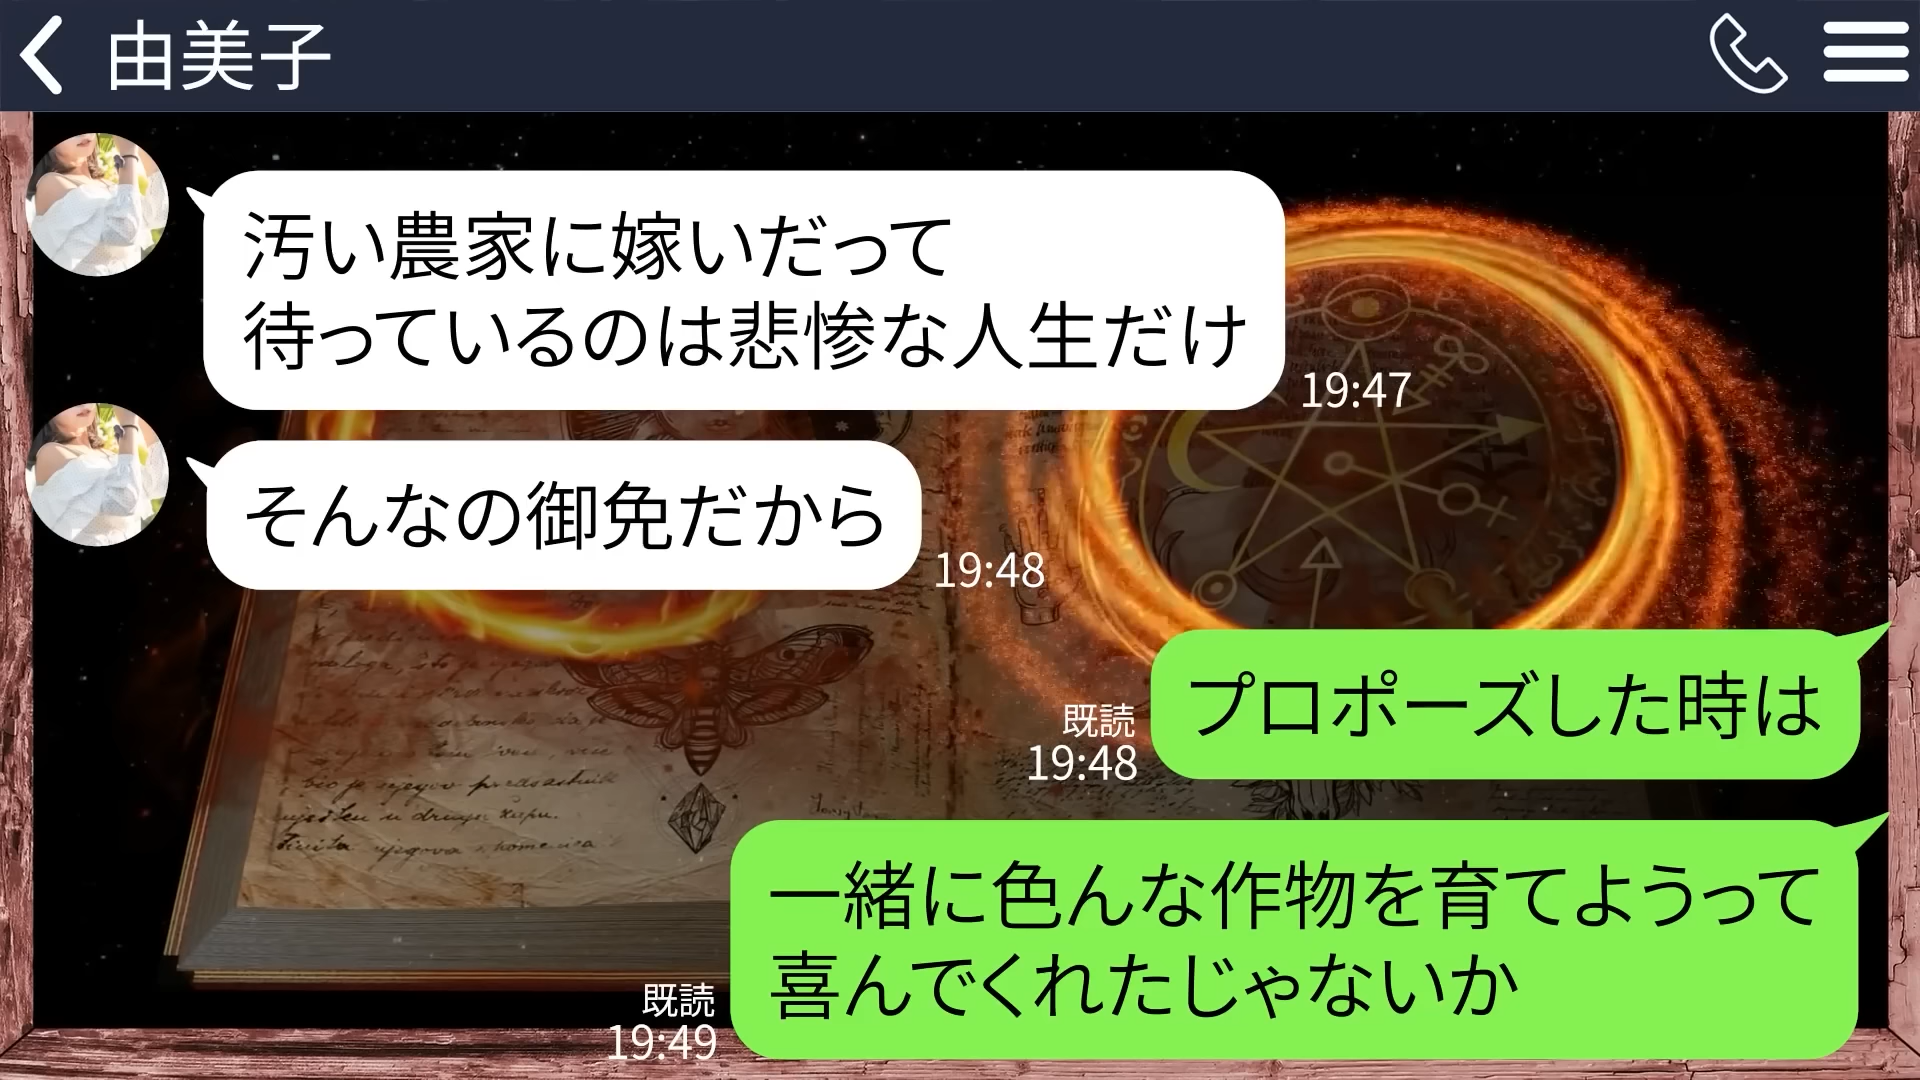 由美子
汚い農家に嫁いだって
待っているのは悲惨な人生だけ
19:47
そんなの御免だから
19:48
プロポーズした時は
既読
19:48
一緒に色んな作物を育てようって
喜んでくれたじゃないか
既読
19:49